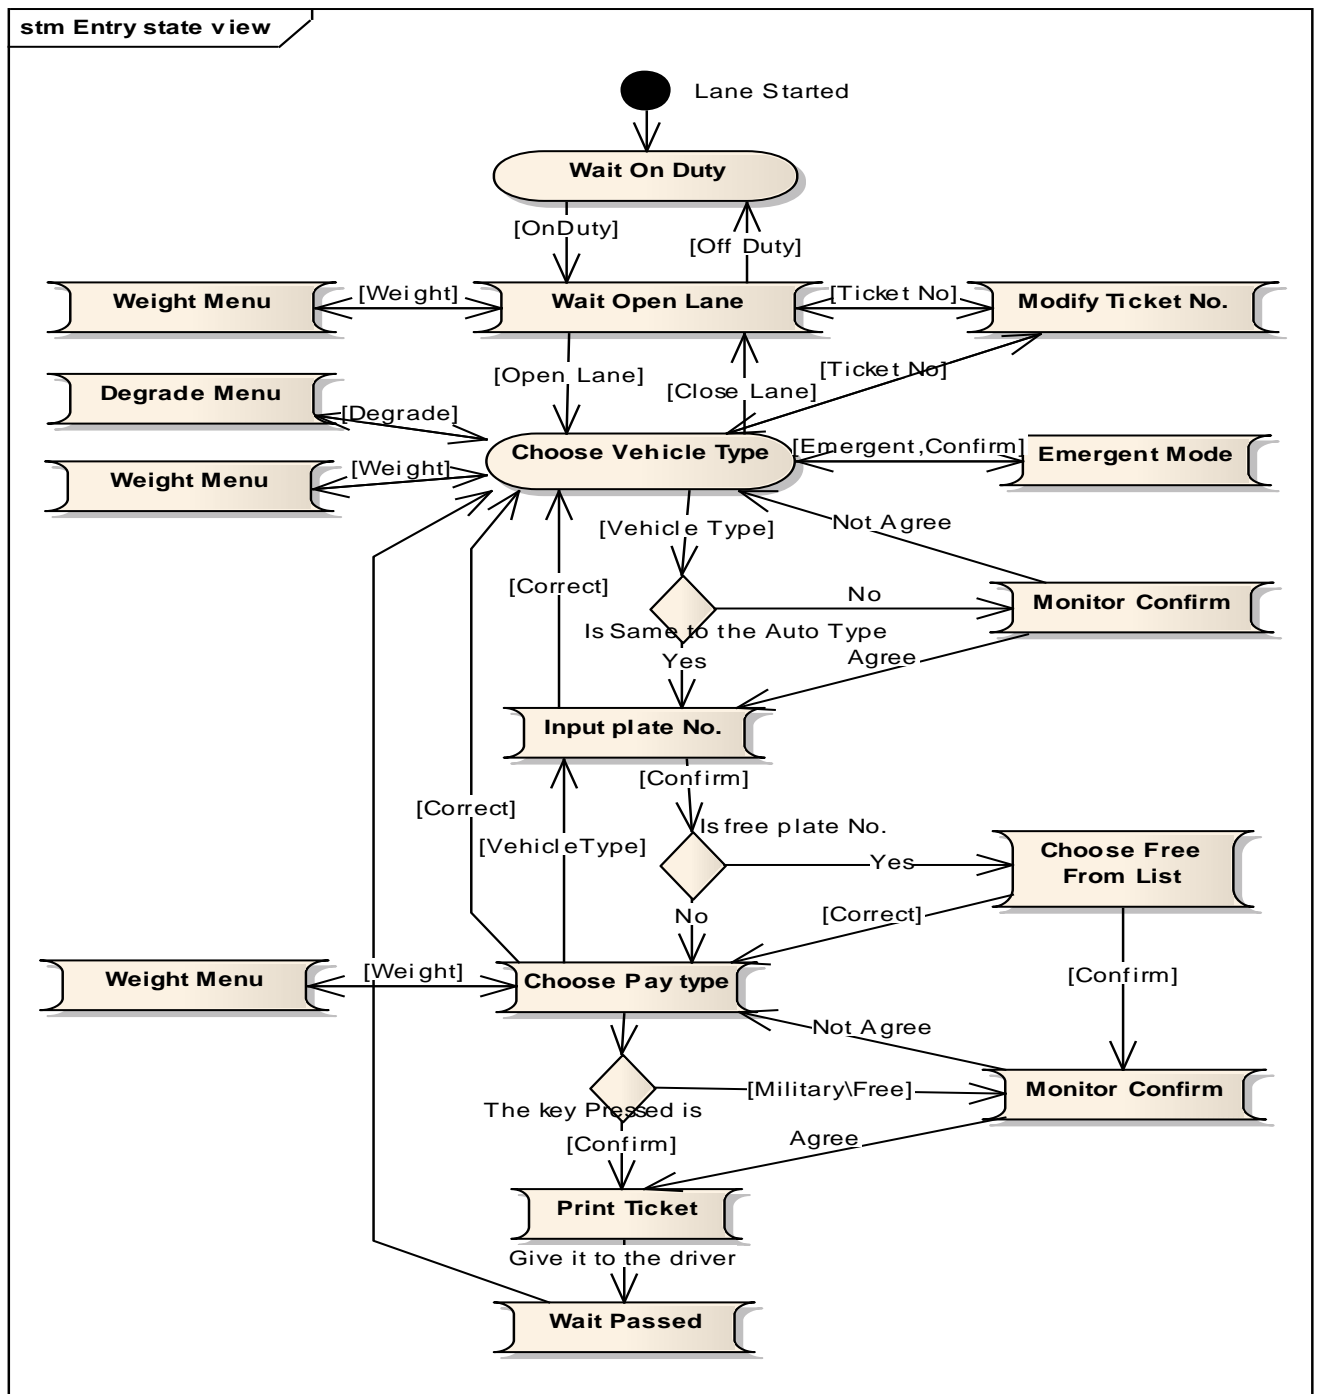 stm Entry state view
Lane Started
Wait On Duty
[OnDuty]
[Off Duty]
Weight Menu
[Weight]
Wait Open Lane
[Ticket No]
Modify Ticket No.
[Open Lane]
[Close Lane]
[Ticket No]
Degrade Menu
[Degrade]
Choose Vehicle Type
[Emergent,Confirm]
Emergent Mode
Weight Menu
[Weight]
[Vehicle Type]
Not Agree
[Correct]
No
Monitor Confirm
Is Same to the Auto Type
Yes
Agree
Input plate No.
[Confirm]
[Correct]
[VehicleType]
Is free plate No.
Yes
Choose Free
From List
No
[Correct]
Weight Menu
[Weight]
Choose Pay type
[Confirm]
Not Agree
[Military\Free]
Monitor Confirm
The key Pressed is
[Confirm]
Agree
Print Ticket
Give it to the driver
Wait Passed